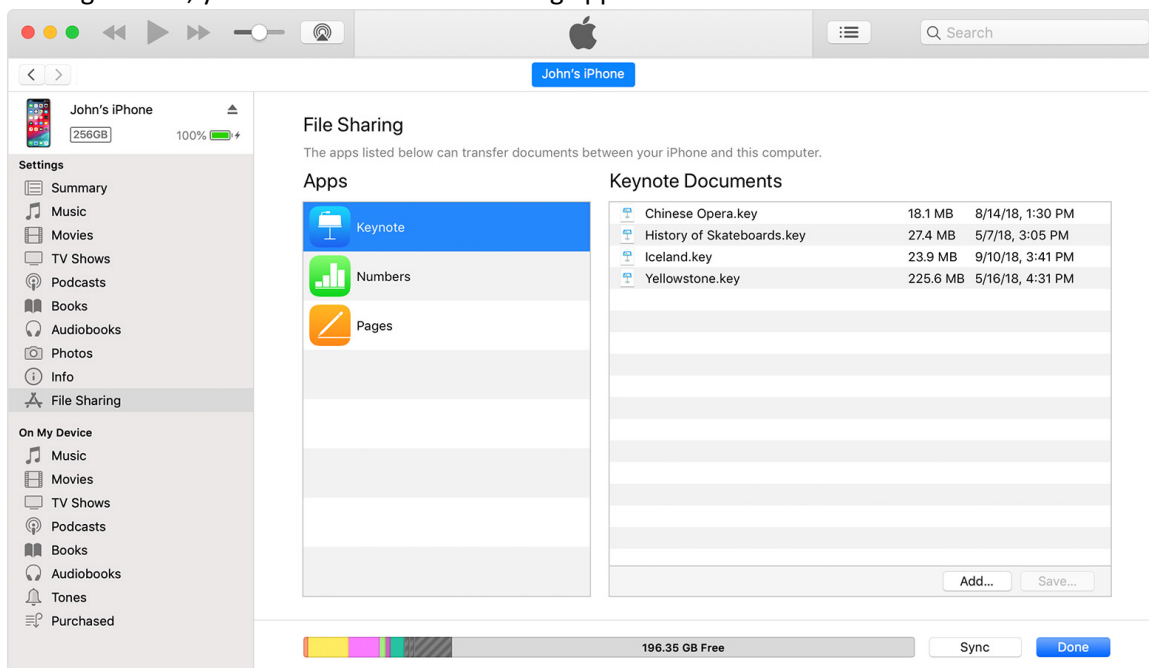 Search
John's iPhone
John's iPhone
256GB
100%
Settings
Summary
Music
Movies
TV Shows
Podcasts
Books
Audiobooks
Photos
Info
File Sharing
On My Device
Music
Movies
TV Shows
Podcasts
Books
Audiobooks
Tones
Purchased
File Sharing
The apps listed below can transfer documents between your iPhone and this computer.
Apps
Keynote
Numbers
Pages
Keynote Documents
Chinese Opera.key 18.1 MB 8/14/18, 1:30 PM
History of Skateboards.key 27.4 MB 5/7/18, 3:05 PM
Iceland.key 23.9 MB 9/10/18, 3:41 PM
Yellowstone.key 225.6 MB 5/16/18, 4:31 PM
Add... Save...
196.35 GB Free
Sync Done